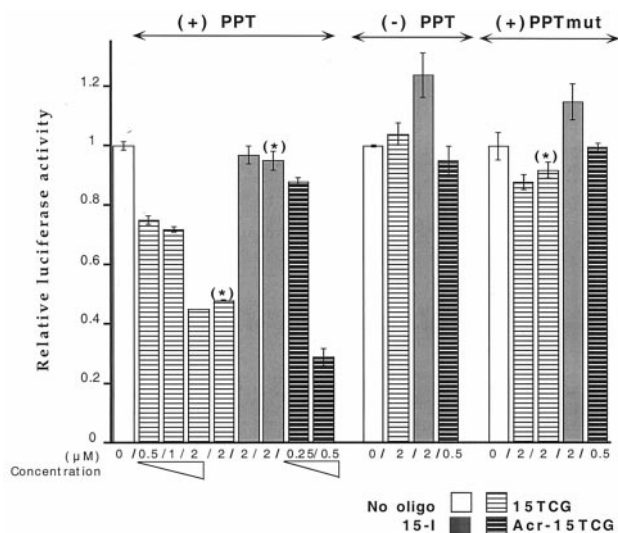 (+) PPT (-) PPT (+)PPTmut
Relative luciferase activity
1.2
1
0.8
0.6
0.4
0.2
0
(*)
(*)
(*)
(µM) 0 / 0.5 / 1 / 2 / 2 / 2 / 2 / 0.25 / 0.5 0 / 2 / 2 / 0.5 0 / 2 / 2 / 2 / 0.5
Concentration
No oligo 15TCG
15-I Acr-15TCG